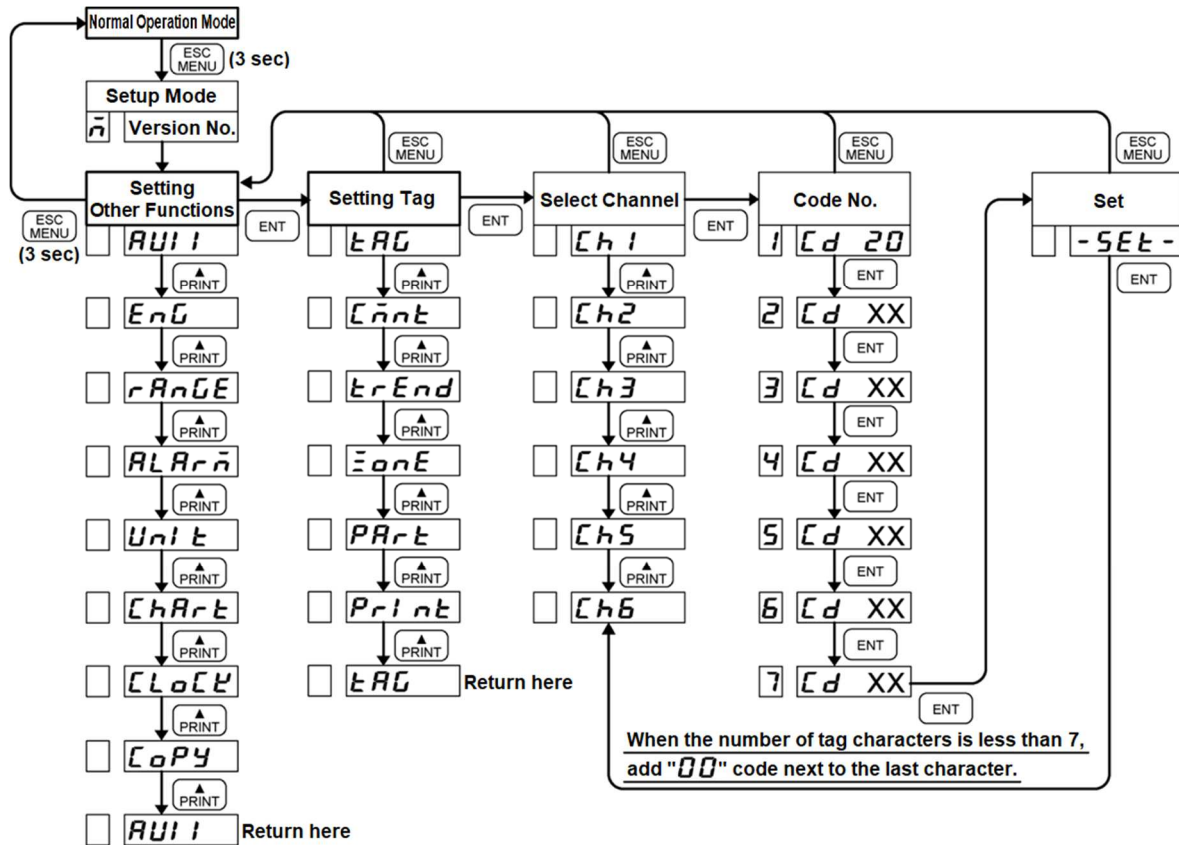 Normal Operation Mode
ESC MENU (3 sec)
Setup Mode
Version No.
Setting Other Functions
ESC MENU (3 sec)
ENT
AUI1
▲ PRINT
EnG
▲ PRINT
rAnGE
▲ PRINT
ALArm̄
▲ PRINT
UnIt
▲ PRINT
ChArt
▲ PRINT
CLoCK
▲ PRINT
CoPY
▲ PRINT
AUI1 Return here
ESC MENU
Setting Tag
ENT
tAG
▲ PRINT
Cm̄nt
▲ PRINT
trEnd
▲ PRINT
ZonE
▲ PRINT
PArt
▲ PRINT
PrInt
▲ PRINT
tAG Return here
ESC MENU
Select Channel
ENT
Ch1
▲ PRINT
Ch2
▲ PRINT
Ch3
▲ PRINT
Ch4
▲ PRINT
Ch5
▲ PRINT
Ch6
ESC MENU
Code No.
1 Cd 20
ENT
2 Cd XX
ENT
3 Cd XX
ENT
4 Cd XX
ENT
5 Cd XX
ENT
6 Cd XX
ENT
7 Cd XX
ENT
ESC MENU
Set
-SEt-
ENT
When the number of tag characters is less than 7,
add "00" code next to the last character.